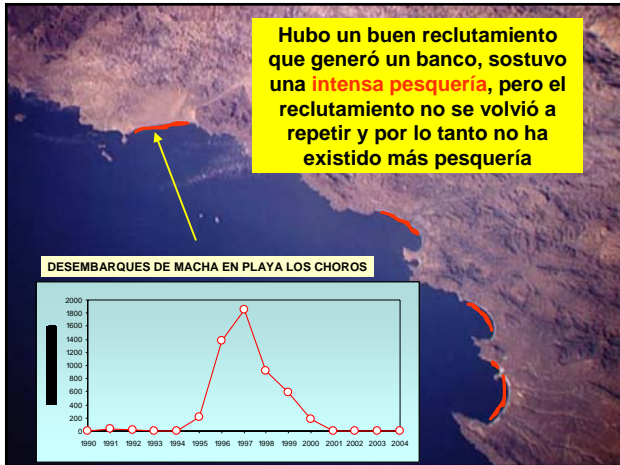 Hubo un buen reclutamiento
que generó un banco, sostuvo
una intensa pesquería, pero el
reclutamiento no se volvió a
repetir y por lo tanto no ha
existido más pesquería
DESEMBARQUES DE MACHA EN PLAYA LOS CHOROS
2000
1800
1600
1400
1200
1000
800
600
400
200
0
1990 1991 1992 1993 1994 1995 1996 1997 1998 1999 2000 2001 2002 2003 2004